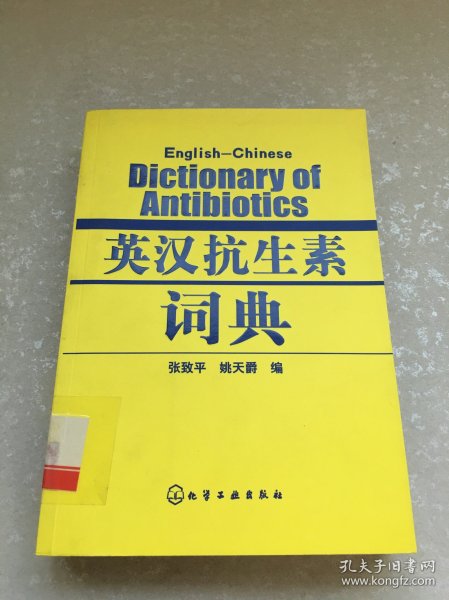 English—Chinese
Dictionary of
Antibiotics
英汉抗生素
词典
张致平 姚天爵 编
化学工业出版社
孔夫子旧书网
www.kongfz.com